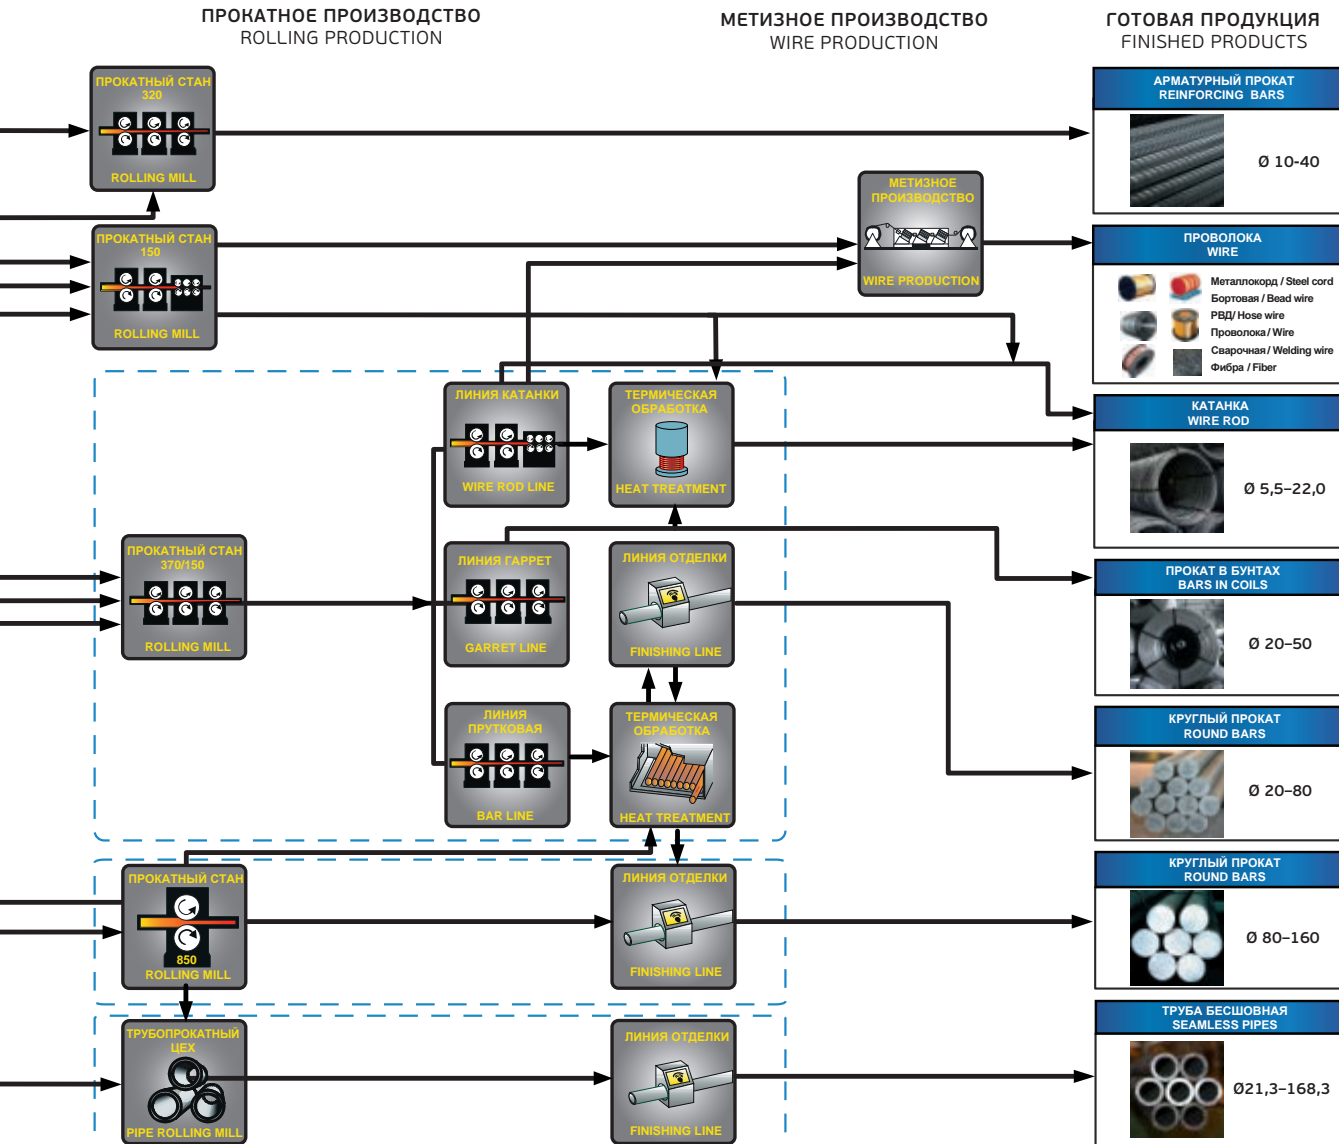 ПРОКАТНОЕ ПРОИЗВОДСТВО
ROLLING PRODUCTION
МЕТИЗНОЕ ПРОИЗВОДСТВО
WIRE PRODUCTION
ГОТОВАЯ ПРОДУКЦИЯ
FINISHED PRODUCTS
ПРОКАТНЫЙ СТАН
320
ROLLING MILL
АРМАТУРНЫЙ ПРОКАТ
REINFORCING BARS
Ø 10-40
ПРОКАТНЫЙ СТАН
150
ROLLING MILL
МЕТИЗНОЕ
ПРОИЗВОДСТВО
WIRE PRODUCTION
ПРОВОЛОКА
WIRE
Металлокорд / Steel cord
Бортовая / Bead wire
РВД/ Hose wire
Проволока / Wire
Сварочная / Welding wire
Фибра / Fiber
ЛИНИЯ КАТАНКИ
WIRE ROD LINE
ТЕРМИЧЕСКАЯ
ОБРАБОТКА
HEAT TREATMENT
КАТАНКА
WIRE ROD
Ø 5,5–22,0
ПРОКАТНЫЙ СТАН
370/150
ROLLING MILL
ЛИНИЯ ГАРРЕТ
GARRET LINE
ЛИНИЯ ОТДЕЛКИ
FINISHING LINE
ПРОКАТ В БУНТАХ
BARS IN COILS
Ø 20–50
ЛИНИЯ
ПРУТКОВАЯ
BAR LINE
ТЕРМИЧЕСКАЯ
ОБРАБОТКА
HEAT TREATMENT
КРУГЛЫЙ ПРОКАТ
ROUND BARS
Ø 20–80
ПРОКАТНЫЙ СТАН
850
ROLLING MILL
ЛИНИЯ ОТДЕЛКИ
FINISHING LINE
КРУГЛЫЙ ПРОКАТ
ROUND BARS
Ø 80–160
ТРУБОПРОКАТНЫЙ
ЦЕХ
PIPE ROLLING MILL
ЛИНИЯ ОТДЕЛКИ
FINISHING LINE
ТРУБА БЕСШОВНАЯ
SEAMLESS PIPES
Ø21,3–168,3